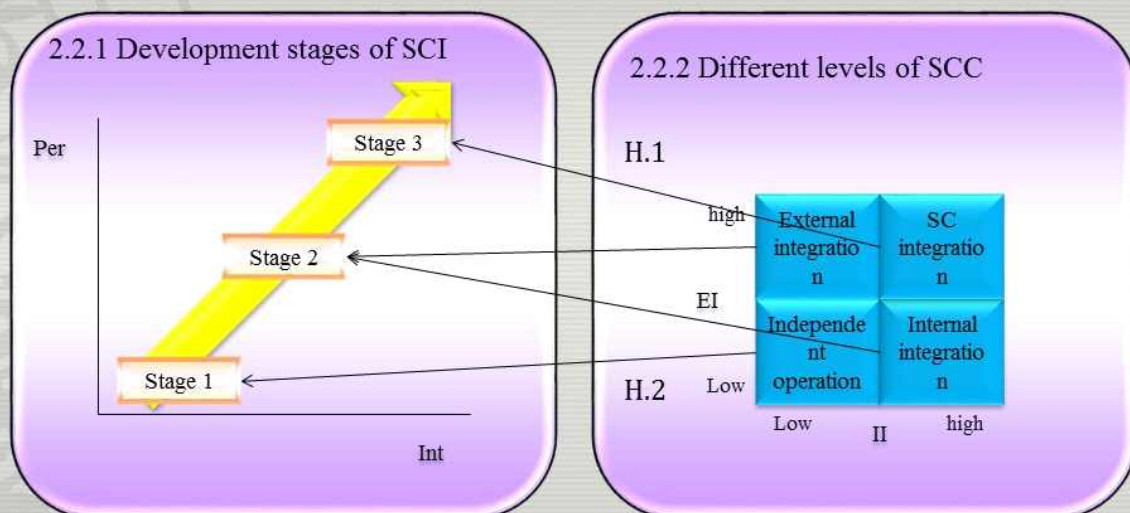 2.2.1 Development stages of SCI
Per
Stage 3
Stage 2
Stage 1
Int
2.2.2 Different levels of SCC
H.1
high
External
integratio
n
SC
integratio
n
EI
Independe
nt
operation
Internal
integratio
n
H.2
Low
Low
II
high